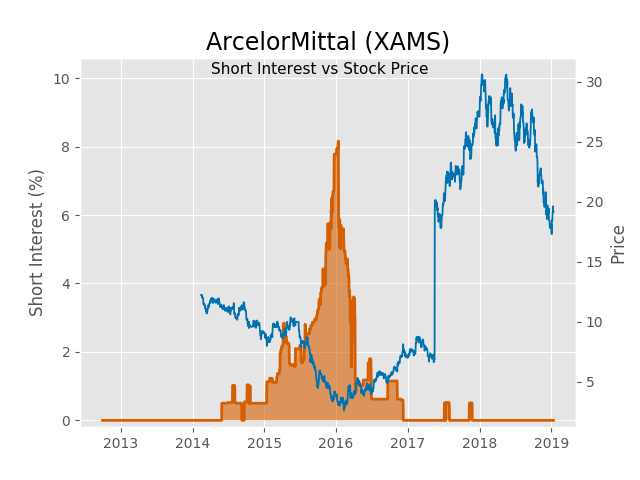 ArcelorMittal (XAMS)
Short Interest vs Stock Price
Short Interest (%)
10
8
6
4
2
0
30
25
20
15
10
5
Price
2013 2014 2015 2016 2017 2018 2019